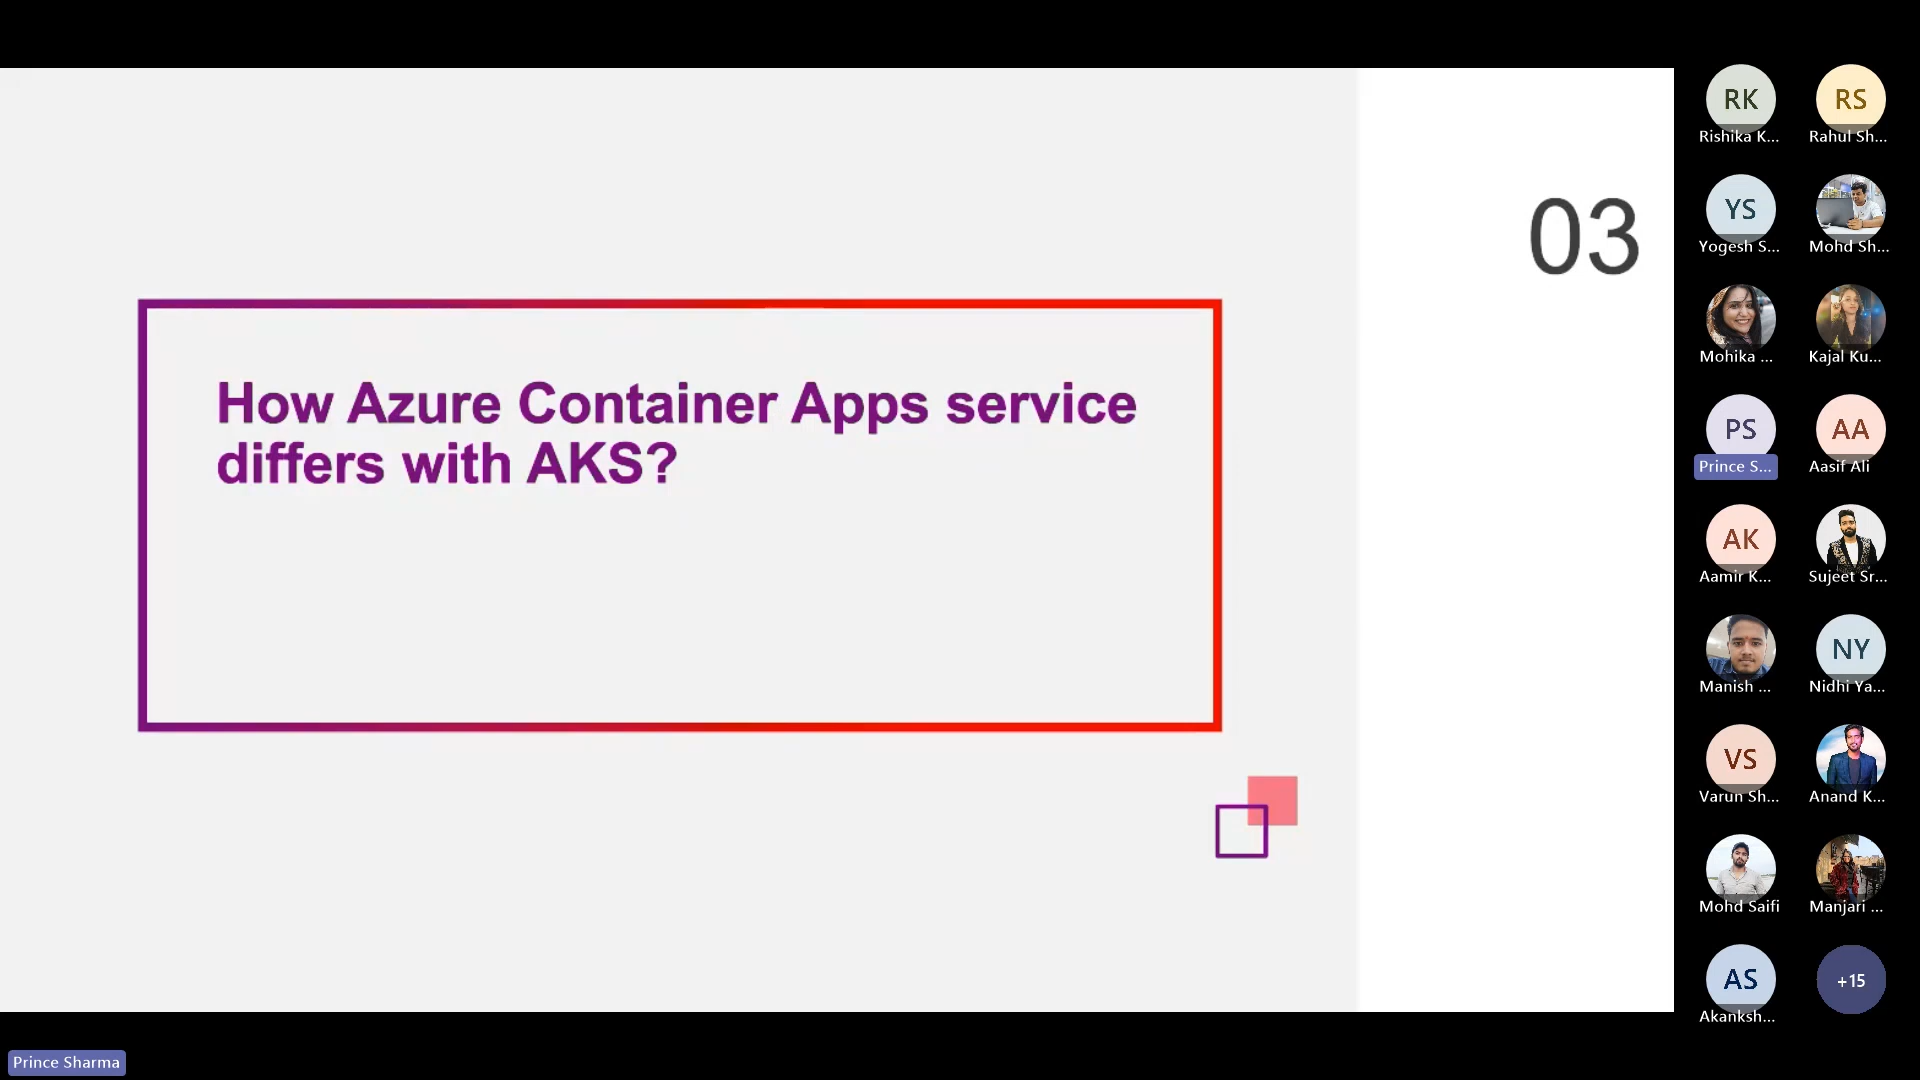 How Azure Container Apps service
differs with AKS?
03
RK
Rishika K...
RS
Rahul Sh...
YS
Yogesh S...
Mohd Sh...
Mohika ...
Kajal Ku...
PS
Prince S...
AA
Aasif Ali
AK
Aamir K...
Sujeet Sr...
Manish ...
NY
Nidhi Ya...
VS
Varun Sh...
Anand K...
Mohd Saifi
Manjari ...
AS
Akanksh...
+15
Prince Sharma